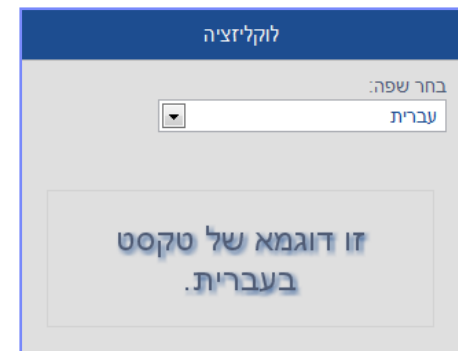 לוקליזציה
בחר שפה:
עברית
זו דוגמא של טקסט
בעברית.